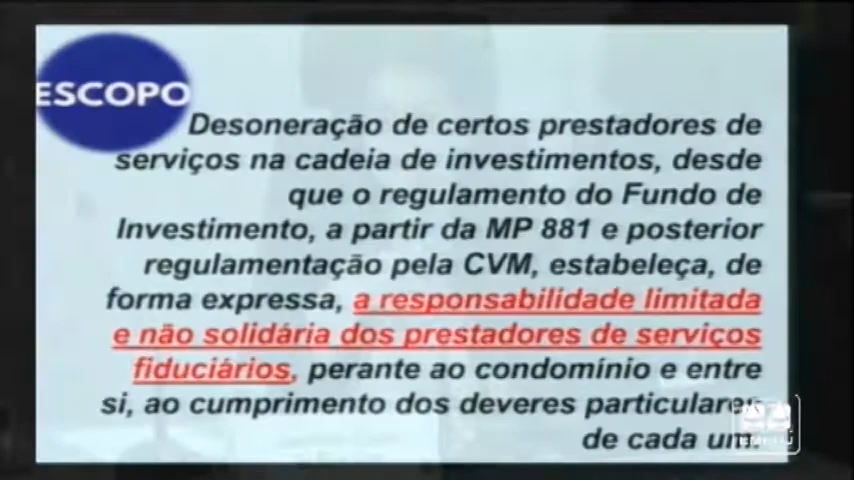 ESCOPO
Desoneração de certos prestadores de
serviços na cadeia de investimentos, desde
que o regulamento do Fundo de
Investimento, a partir da MP 881 e posterior
regulamentação pela CVM, estabeleça, de
forma expressa, a responsabilidade limitada
e não solidária dos prestadores de serviços
fiduciários, perante ao condomínio e entre
si, ao cumprimento dos deveres particulares
de cada um.